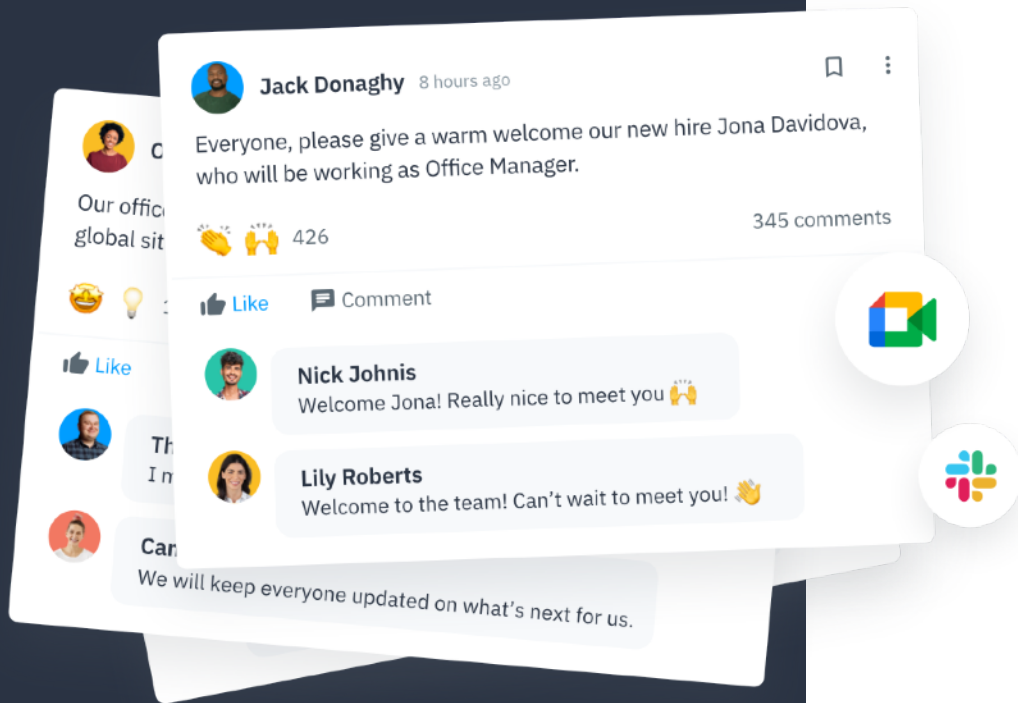 Jack Donaghy 8 hours ago
Everyone, please give a warm welcome our new hire Jona Davidova,
who will be working as Office Manager.
426
345 comments
Like Comment
Nick Johnis
Welcome Jona! Really nice to meet you
Lily Roberts
Welcome to the team! Can't wait to meet you!
Our
global
Like
I
We will keep everyone updated on what's next for us.